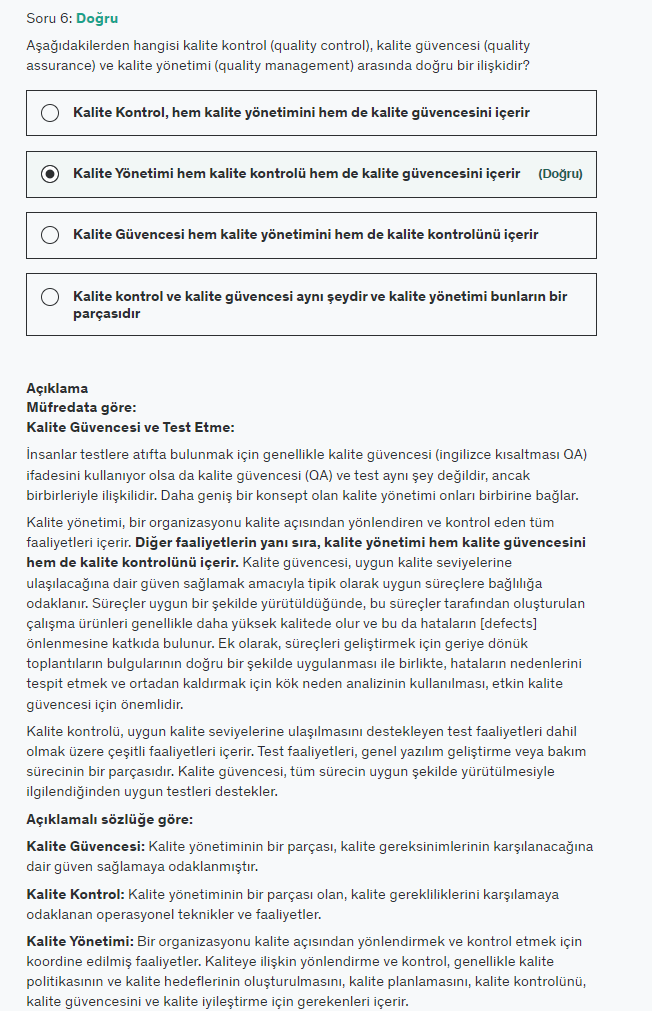 Soru 6: Doğru
Aşağıdakilerden hangisi kalite kontrol (quality control), kalite güvencesi (quality
assurance) ve kalite yönetimi (quality management) arasında doğru bir ilişkidir?
Kalite Kontrol, hem kalite yönetimini hem de kalite güvencesini içerir
Kalite Yönetimi hem kalite kontrolü hem de kalite güvencesini içerir (Doğru)
Kalite Güvencesi hem kalite yönetimini hem de kalite kontrolünü içerir
Kalite kontrol ve kalite güvencesi aynı şeydir ve kalite yönetimi bunların bir
parçasıdır
Açıklama
Müfredata göre:
Kalite Güvencesi ve Test Etme:
İnsanlar testlere atıfta bulunmak için genellikle kalite güvencesi (ingilizce kısaltması QA)
ifadesini kullanıyor olsa da kalite güvencesi (QA) ve test aynı şey değildir, ancak
birbirleriyle ilişkilidir. Daha geniş bir konsept olan kalite yönetimi onları birbirine bağlar.
Kalite yönetimi, bir organizasyonu kalite açısından yönlendiren ve kontrol eden tüm
faaliyetleri içerir. Diğer faaliyetlerin yanı sıra, kalite yönetimi hem kalite güvencesini
hem de kalite kontrolünü içerir. Kalite güvencesi, uygun kalite seviyelerine
ulaşılacağına dair güven sağlamak amacıyla tipik olarak uygun süreçlere bağlılığa
odaklanır. Süreçler uygun bir şekilde yürütüldüğünde, bu süreçler tarafından oluşturulan
çalışma ürünleri genellikle daha yüksek kalitede olur ve bu da hataların [defects]
önlenmesine katkıda bulunur. Ek olarak, süreçleri geliştirmek için geriye dönük
toplantıların bulgularının doğru bir şekilde uygulanması ile birlikte, hataların nedenlerini
tespit etmek ve ortadan kaldırmak için kök neden analizinin kullanılması, etkin kalite
güvencesi için önemlidir.
Kalite kontrolü, uygun kalite seviyelerine ulaşılmasını destekleyen test faaliyetleri dahil
olmak üzere çeşitli faaliyetleri içerir. Test faaliyetleri, genel yazılım geliştirme veya bakım
sürecinin bir parçasıdır. Kalite güvencesi, tüm sürecin uygun şekilde yürütülmesiyle
ilgilendiğinden uygun testleri destekler.
Açıklamalı sözlüğe göre:
Kalite Güvencesi: Kalite yönetiminin bir parçası, kalite gereksinimlerinin karşılanacağına
dair güven sağlamaya odaklanmıştır.
Kalite Kontrol: Kalite yönetiminin bir parçası olan, kalite gerekliliklerini karşılamaya
odaklanan operasyonel teknikler ve faaliyetler.
Kalite Yönetimi: Bir organizasyonu kalite açısından yönlendirmek ve kontrol etmek için
koordine edilmiş faaliyetler. Kaliteye ilişkin yönlendirme ve kontrol, genellikle kalite
politikasının ve kalite hedeflerinin oluşturulmasını, kalite planlamasını, kalite kontrolünü,
kalite güvencesini ve kalite iyileştirme için gerekenleri içerir.